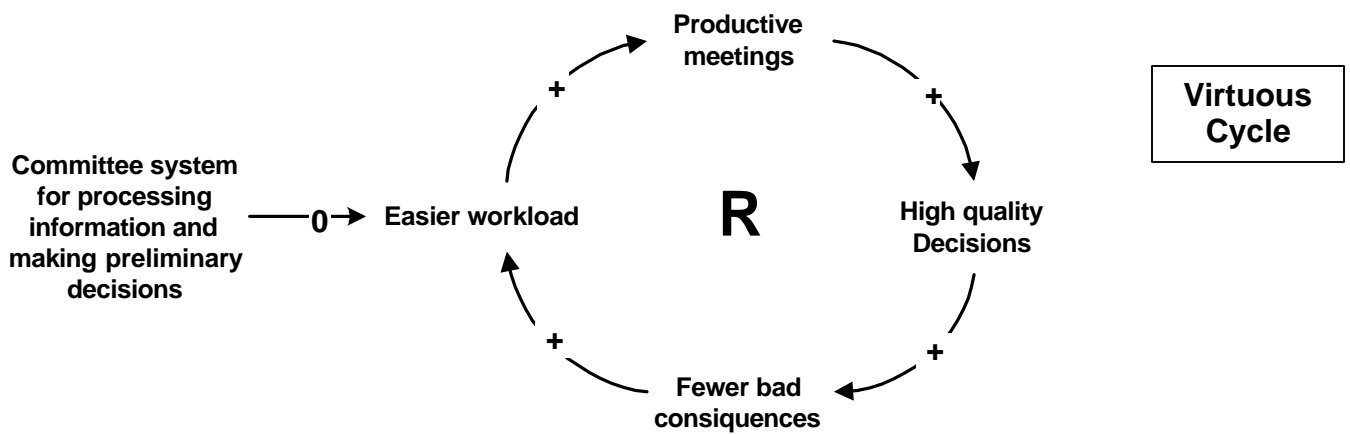 Productive
meetings
+
+
Virtuous
Cycle
Committee system
for processing
information and
making preliminary
decisions
0
Easier workload
R
High quality
Decisions
+
+
Fewer bad
consiquences